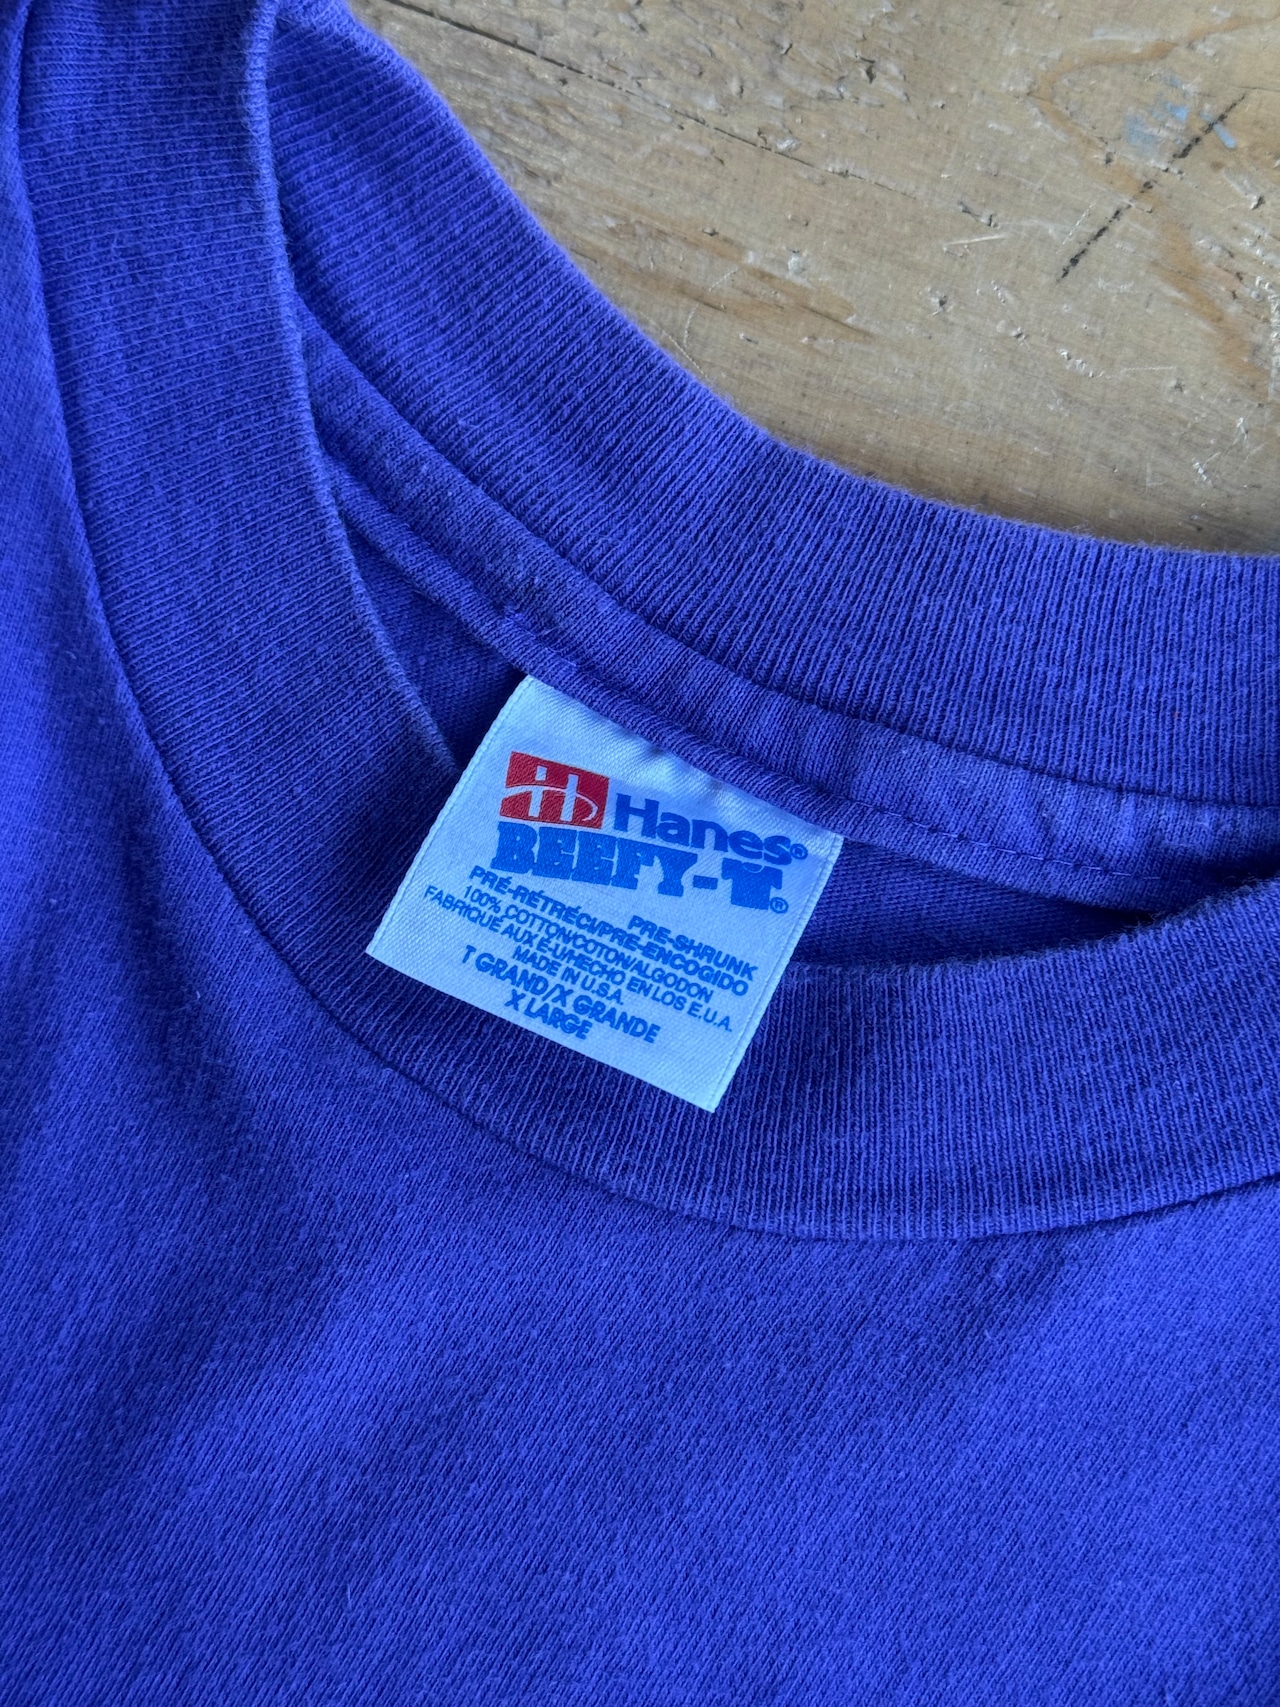 Hanes®
BEEFY-T®
PRE-SHRUNK
PRÉ-RÉTRÉCI/PRE-ENCOGIDO
100% COTTON/COTON/ALGODON
FABRIQUÉ AUX É-U/HECHO EN LOS E.U.A.
MADE IN U.S.A.
T GRAND/X GRANDE
X LARGE